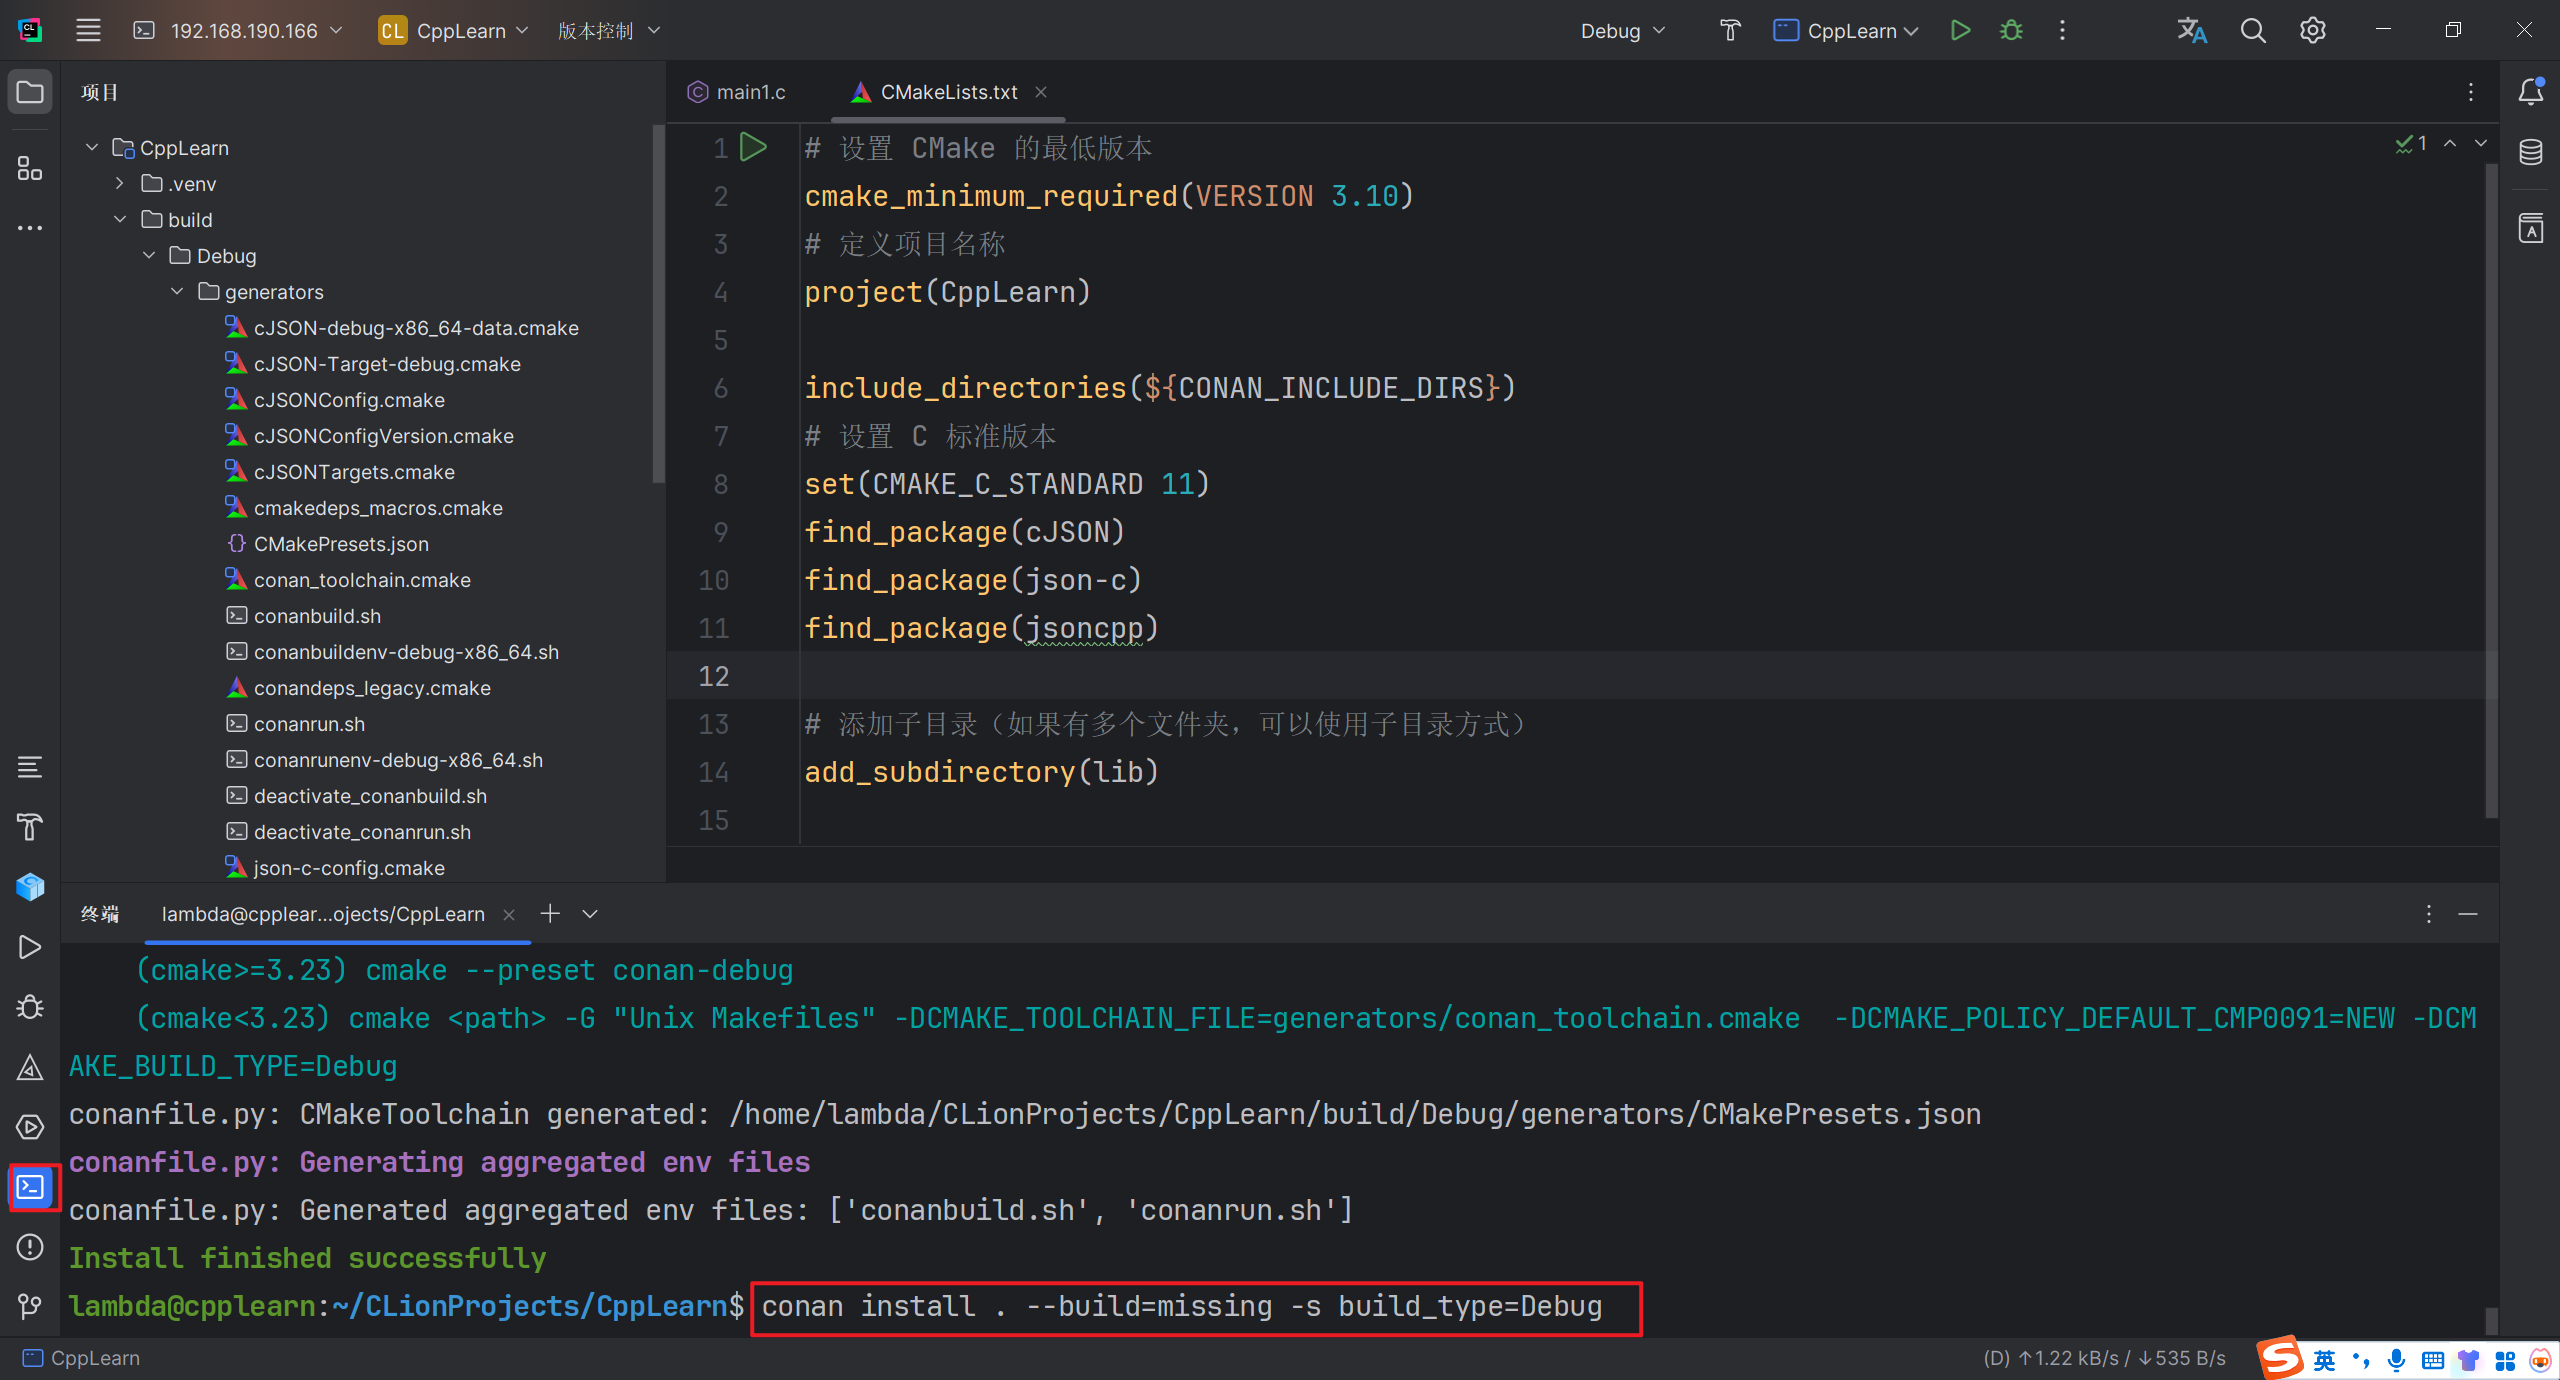 192.168.190.166
CL CppLearn
版本控制
Debug
CppLearn
项目
CppLearn
.venv
build
Debug
generators
cJSON-debug-x86_64-data.cmake
cJSON-Target-debug.cmake
cJSONConfig.cmake
cJSONConfigVersion.cmake
cJSONTargets.cmake
cmakedeps_macros.cmake
CMakePresets.json
conan_toolchain.cmake
conanbuild.sh
conanbuildenv-debug-x86_64.sh
conandeps_legacy.cmake
conanrun.sh
conanrunenv-debug-x86_64.sh
deactivate_conanbuild.sh
deactivate_conanrun.sh
json-c-config.cmake
main1.c
CMakeLists.txt
1
1 # 设置 CMake 的最低版本
2 cmake_minimum_required(VERSION 3.10)
3 # 定义项目名称
4 project(CppLearn)
5
6 include_directories(${CONAN_INCLUDE_DIRS})
7 # 设置 C 标准版本
8 set(CMAKE_C_STANDARD 11)
9 find_package(cJSON)
10 find_package(json-c)
11 find_package(jsoncpp)
12
13 # 添加子目录（如果有多个文件夹，可以使用子目录方式）
14 add_subdirectory(lib)
15
终端
lambda@cpplear...ojects/CppLearn
(cmake>=3.23) cmake --preset conan-debug
(cmake<3.23) cmake <path> -G "Unix Makefiles" -DCMAKE_TOOLCHAIN_FILE=generators/conan_toolchain.cmake  -DCMAKE_POLICY_DEFAULT_CMP0091=NEW -DCM
AKE_BUILD_TYPE=Debug
conanfile.py: CMakeToolchain generated: /home/lambda/CLionProjects/CppLearn/build/Debug/generators/CMakePresets.json
conanfile.py: Generating aggregated env files
conanfile.py: Generated aggregated env files: ['conanbuild.sh', 'conanrun.sh']
Install finished successfully
lambda@cpplearn:~/CLionProjects/CppLearn$ conan install . --build=missing -s build_type=Debug
CppLearn
(D) ↑1.22 kB/s / ↓535 B/s
英